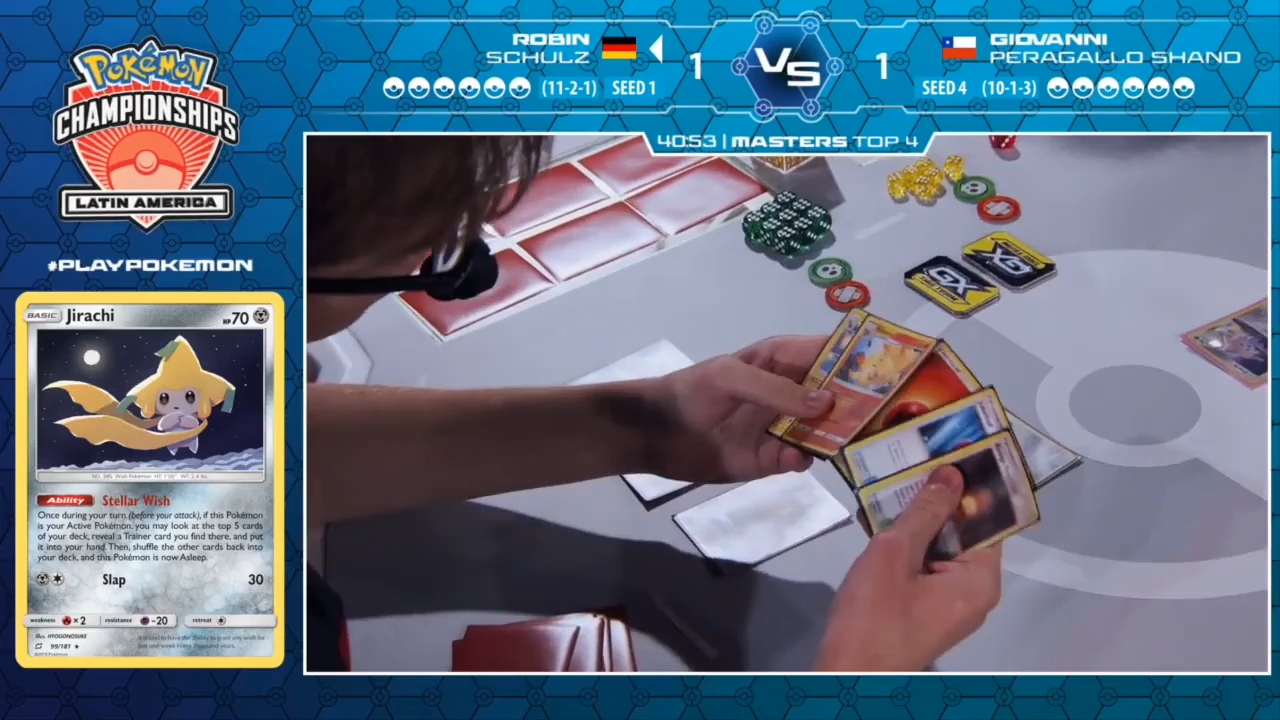 POKÉMON
CHAMPIONSHIPS
LATIN AMERICA
#PLAYPOKEMON
ROBIN
SCHULZ
(11-2-1) SEED 1
1
VS
1
GIOVANNI
PERAGALLO SHANO
SEED 4 (10-1-3)
40:53 | MASTERS TOP 4
BASIC Jirachi HP70
Ability Stellar Wish
Once during your turn (before your attack), if this Pokémon
is your Active Pokémon, you may look at the top 5 cards
of your deck, reveal a Trainer card you find there, and put
it into your hand. Then, shuffle the other cards back into
your deck, and this Pokémon is now Asleep.
Slap 30
weakness ×2 resistance -20 retreat
illus. HYOGONOSUKE
99/181
GX
GX